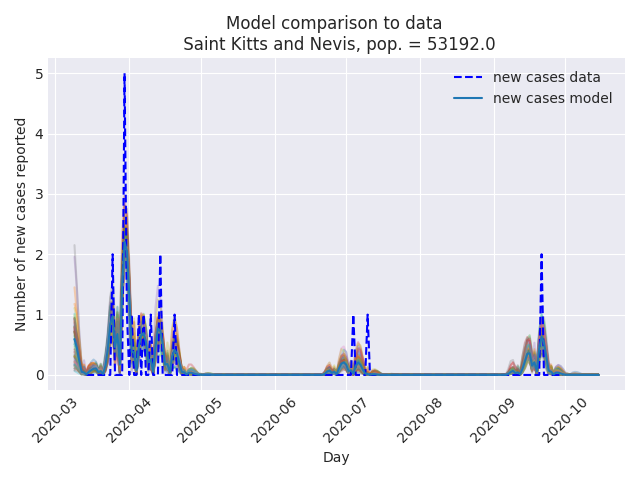 Model comparison to data
Saint Kitts and Nevis, pop. = 53192.0
new cases data
new cases model
Number of new cases reported
5
4
3
2
1
0
2020-03
2020-04
2020-05
2020-06
2020-07
2020-08
2020-09
2020-10
Day